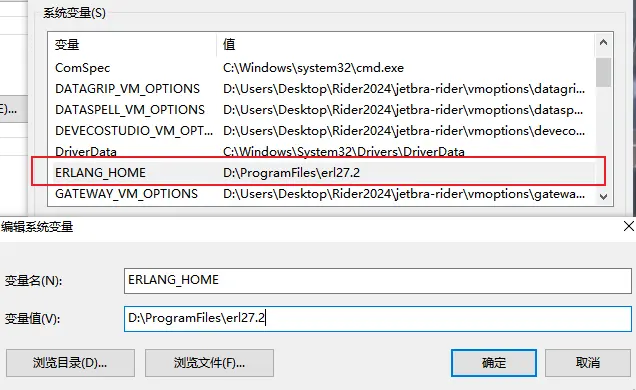 系统变量(S)
变量 值
ComSpec C:\Windows\system32\cmd.exe
DATAGRIP_VM_OPTIONS D:\Users\Desktop\Rider2024\jetbra-rider\vmoptions\datagri...
DATASPELL_VM_OPTIONS D:\Users\Desktop\Rider2024\jetbra-rider\vmoptions\datasp...
DEVECOSTUDIO_VM_OPT... D:\Users\Desktop\Rider2024\jetbra-rider\vmoptions\deveco...
DriverData C:\Windows\System32\Drivers\DriverData
ERLANG_HOME D:\ProgramFiles\erl27.2
E)...
GATEWAY_VM_OPTIONS D:\Users\Desktop\Rider2024\jetbra-rider\vmoptions\gatewa...
编辑系统变量
变量名(N): ERLANG_HOME
变量值(V): D:\ProgramFiles\erl27.2
浏览目录(D)... 浏览文件(F)... 确定 取消